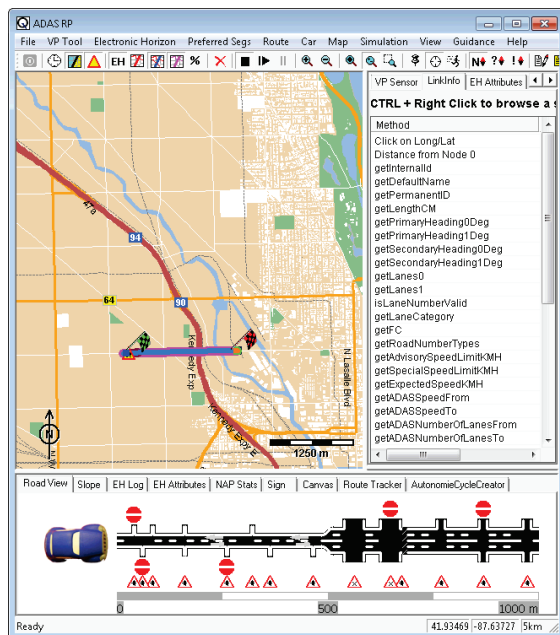 ADAS RP
File VP Tool Electronic Horizon Preferred Segs Route Car Map Simulation View Guidance Help
EH % N ? !
VP Sensor LinkInfo EH Attributes
CTRL + Right Click to browse a s
Method
Click on Long/Lat
Distance from Node 0
getInternalId
getDefaultName
getPermanentID
getLengthCM
getPrimaryHeading0Deg
getPrimaryHeading1Deg
getSecondaryHeading0Deg
getSecondaryHeading1Deg
getLanes0
getLanes1
isLaneNumberValid
getLaneCategory
getFC
getRoadNumberTypes
getAdvisorySpeedLimitKMH
getSpecialSpeedLimitKMH
getExpectedSpeedKMH
getADASSpeedFrom
getADASSpeedTo
getADASNumberOfLanesFrom
getADASNumberOfLanesTo
47a
94
64
90
Kennedy Exp
Kennedy Expy E
N Lasalle Blvd
N
1250 m
Road View Slope EH Log EH Attributes NAP Stats Sign Canvas Route Tracker AutonomieCycleCreator
0 500 1000 m
Ready 41.93469 -87.63727 5km